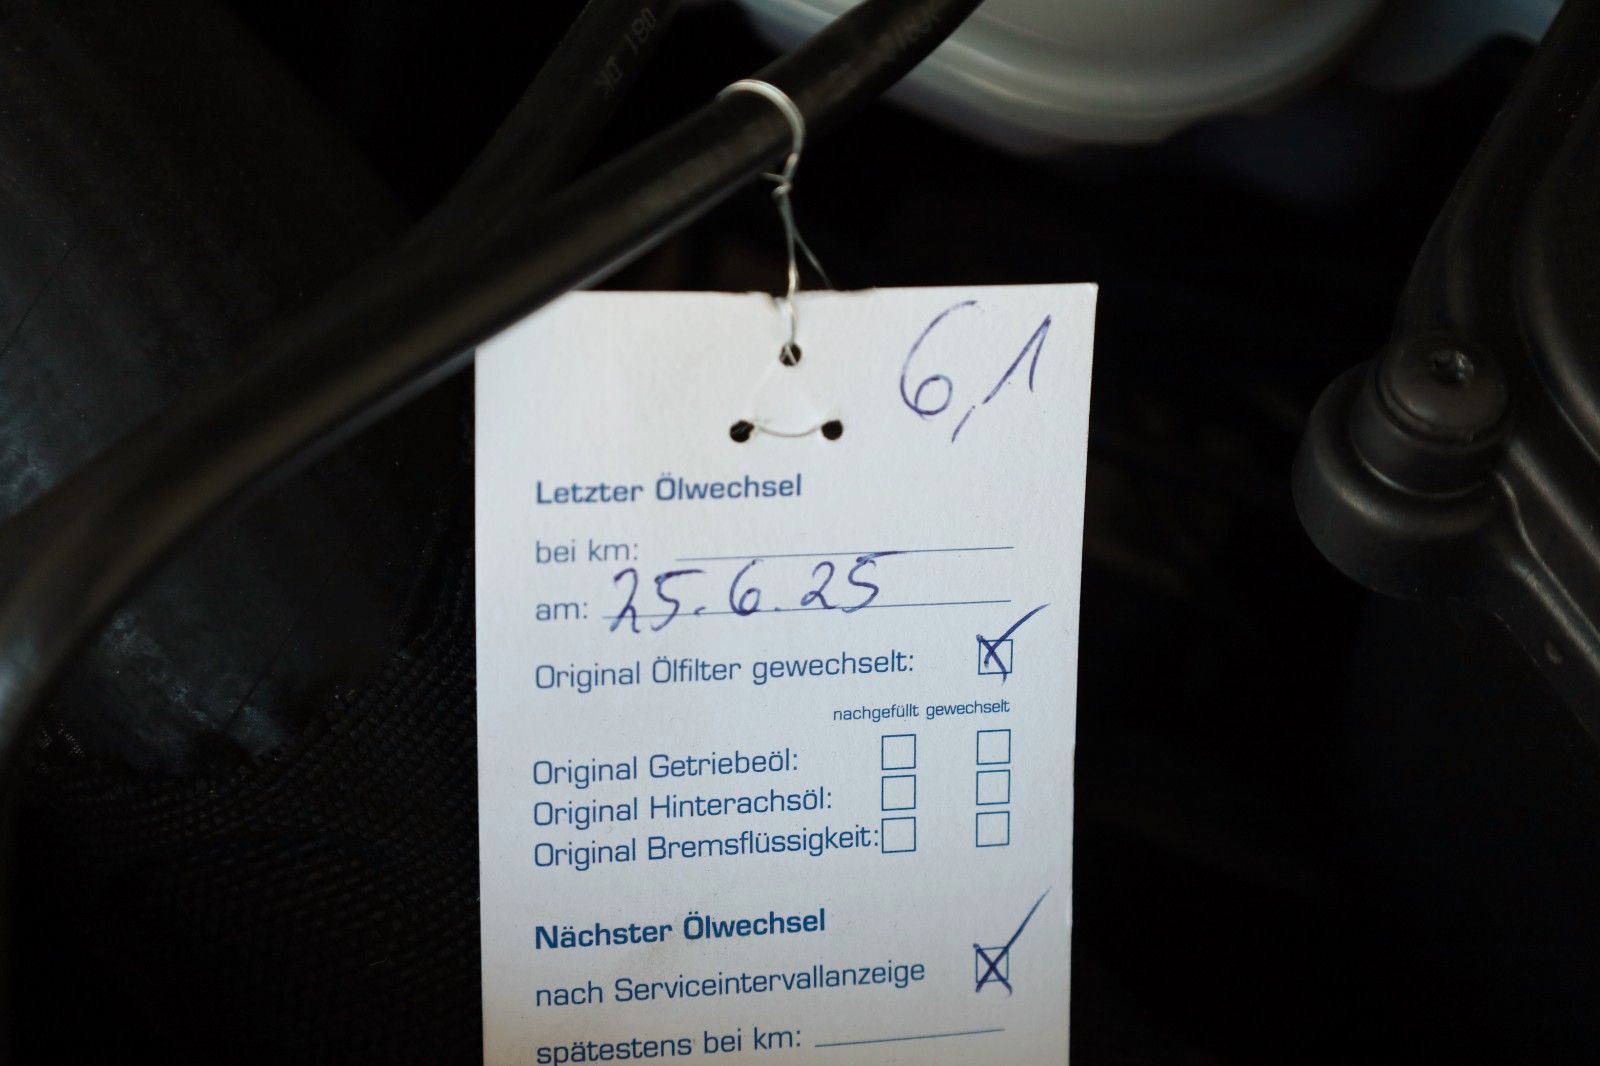 6,1
Letzter Ölwechsel
bei km:
am: 25.6.25
Original Ölfilter gewechselt:
nachgefüllt gewechselt
Original Getriebeöl:
Original Hinterachsöl:
Original Bremsflüssigkeit:
Nächster Ölwechsel
nach Serviceintervallanzeige
spätestens bei km: